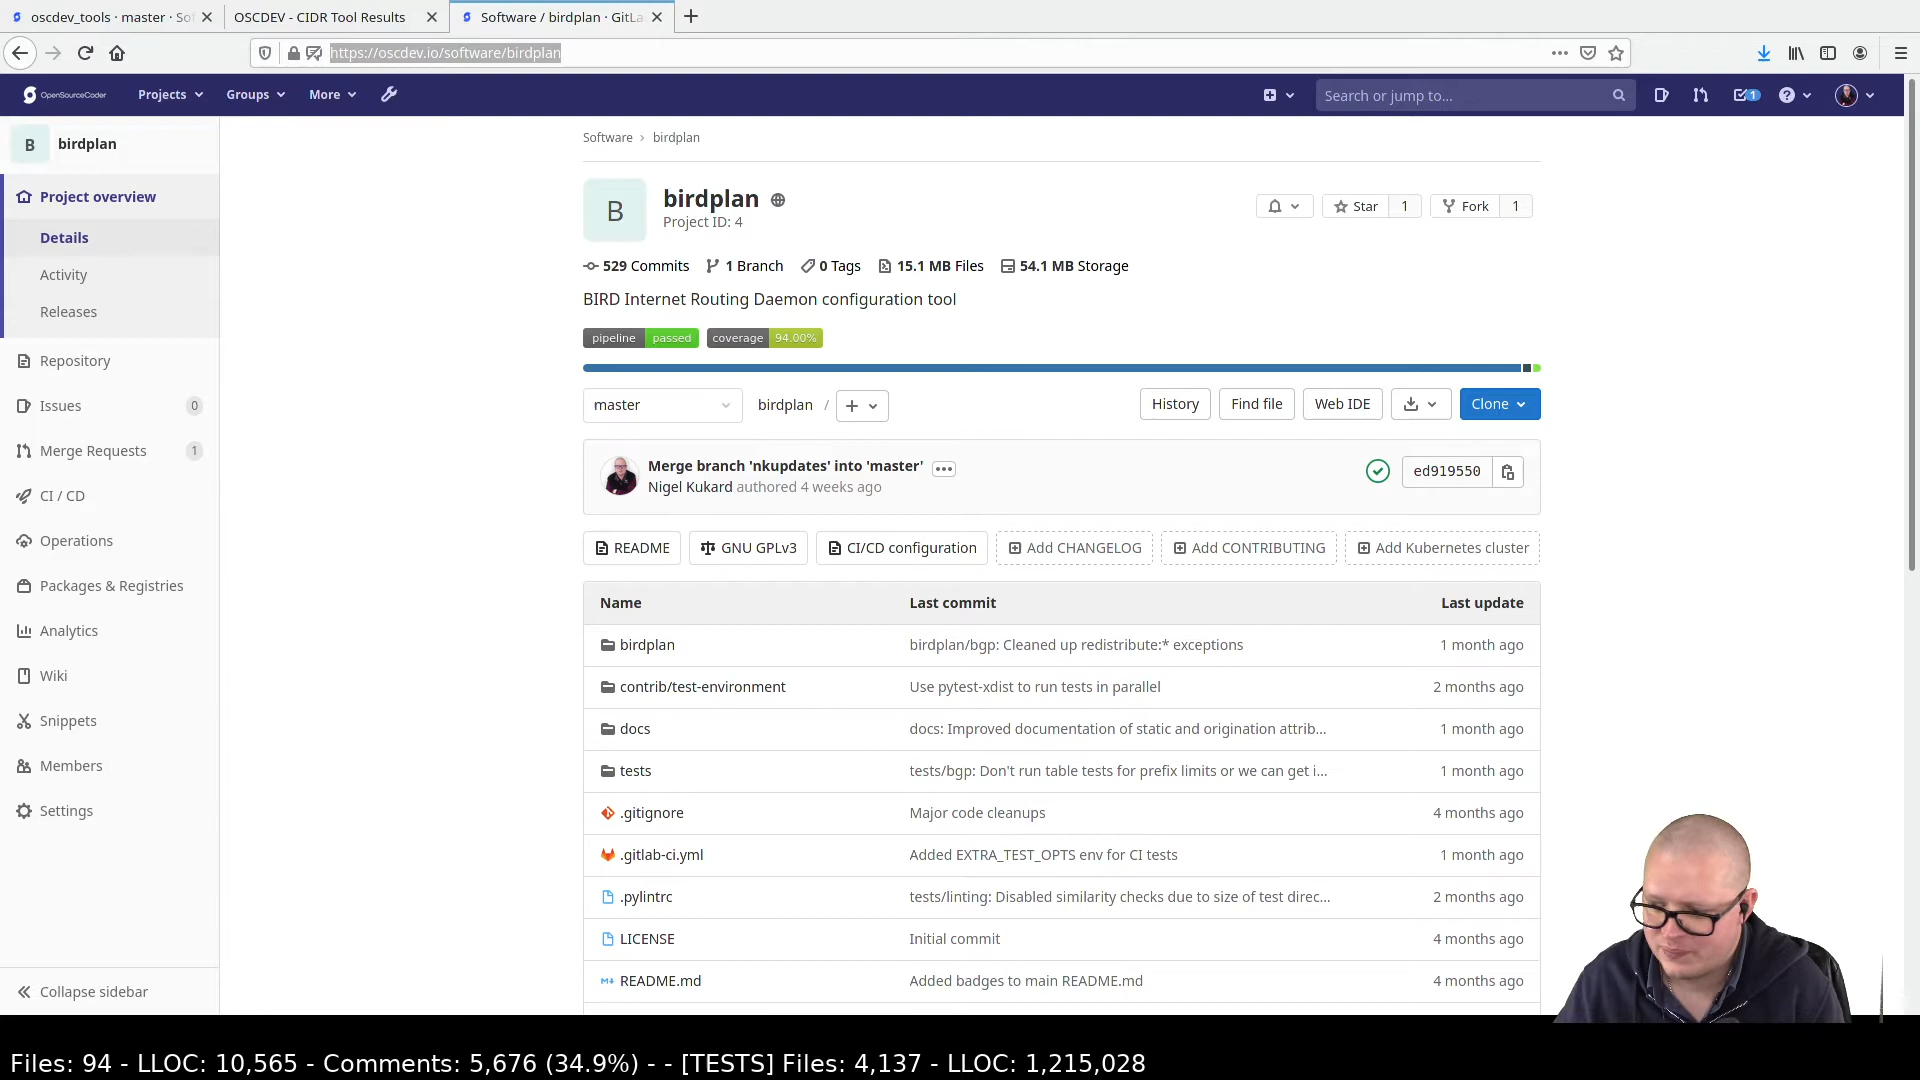 oscdev_tools · master · So
OSCDEV - CIDR Tool Results
Software / birdplan · GitLa
https://oscdev.io/software/birdplan
OpenSourceCoder
Projects
Groups
More
Search or jump to...
1
B
birdplan
Project overview
Details
Activity
Releases
Repository
Issues 0
Merge Requests 1
CI / CD
Operations
Packages & Registries
Analytics
Wiki
Snippets
Members
Settings
Collapse sidebar
Software › birdplan
B
birdplan
Project ID: 4
Star 1
Fork 1
529 Commits 1 Branch 0 Tags 15.1 MB Files 54.1 MB Storage
BIRD Internet Routing Daemon configuration tool
pipeline passed coverage 94.00%
master birdplan / + History Find file Web IDE Clone
Merge branch 'nkupdates' into 'master'
Nigel Kukard authored 4 weeks ago
ed919550
README GNU GPLv3 CI/CD configuration Add CHANGELOG Add CONTRIBUTING Add Kubernetes cluster
Name Last commit Last update
birdplan birdplan/bgp: Cleaned up redistribute:* exceptions 1 month ago
contrib/test-environment Use pytest-xdist to run tests in parallel 2 months ago
docs docs: Improved documentation of static and origination attrib... 1 month ago
tests tests/bgp: Don't run table tests for prefix limits or we can get i... 1 month ago
.gitignore Major code cleanups 4 months ago
.gitlab-ci.yml Added EXTRA_TEST_OPTS env for CI tests 1 month ago
.pylintrc tests/linting: Disabled similarity checks due to size of test direc... 2 months ago
LICENSE Initial commit 4 months ago
README.md Added badges to main README.md 4 months ago
Files: 94 - LLOC: 10,565 - Comments: 5,676 (34.9%) - - [TESTS] Files: 4,137 - LLOC: 1,215,028